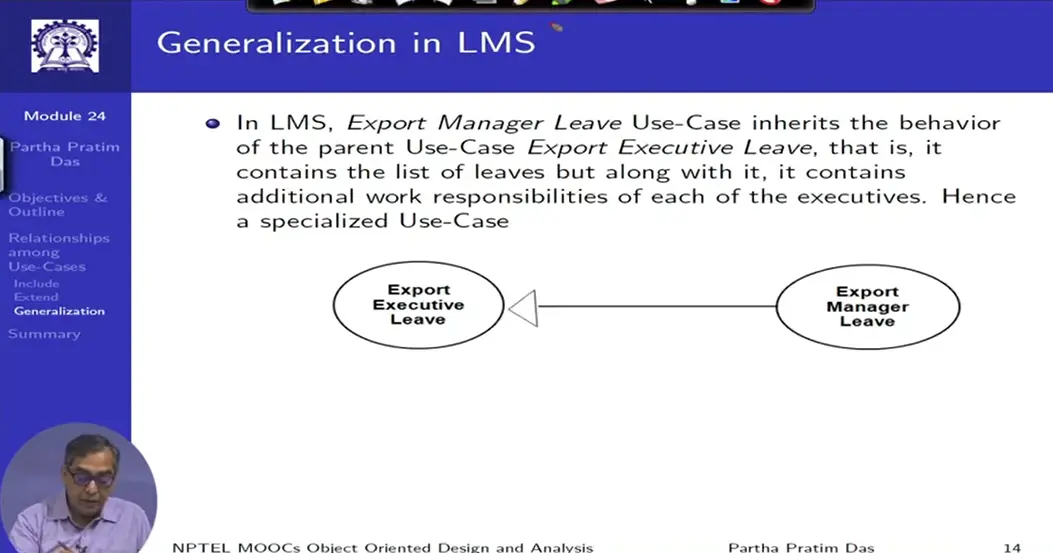 Generalization in LMS
Module 24
Partha Pratim
Das
Objectives &
Outline
Relationships
among
Use-Cases
Include
Extend
Generalization
Summary
In LMS, Export Manager Leave Use-Case inherits the behavior
of the parent Use-Case Export Executive Leave, that is, it
contains the list of leaves but along with it, it contains
additional work responsibilities of each of the executives. Hence
a specialized Use-Case
Export
Executive
Leave
Export
Manager
Leave
NPTEL MOOCs Object Oriented Design and Analysis
Partha Pratim Das
14